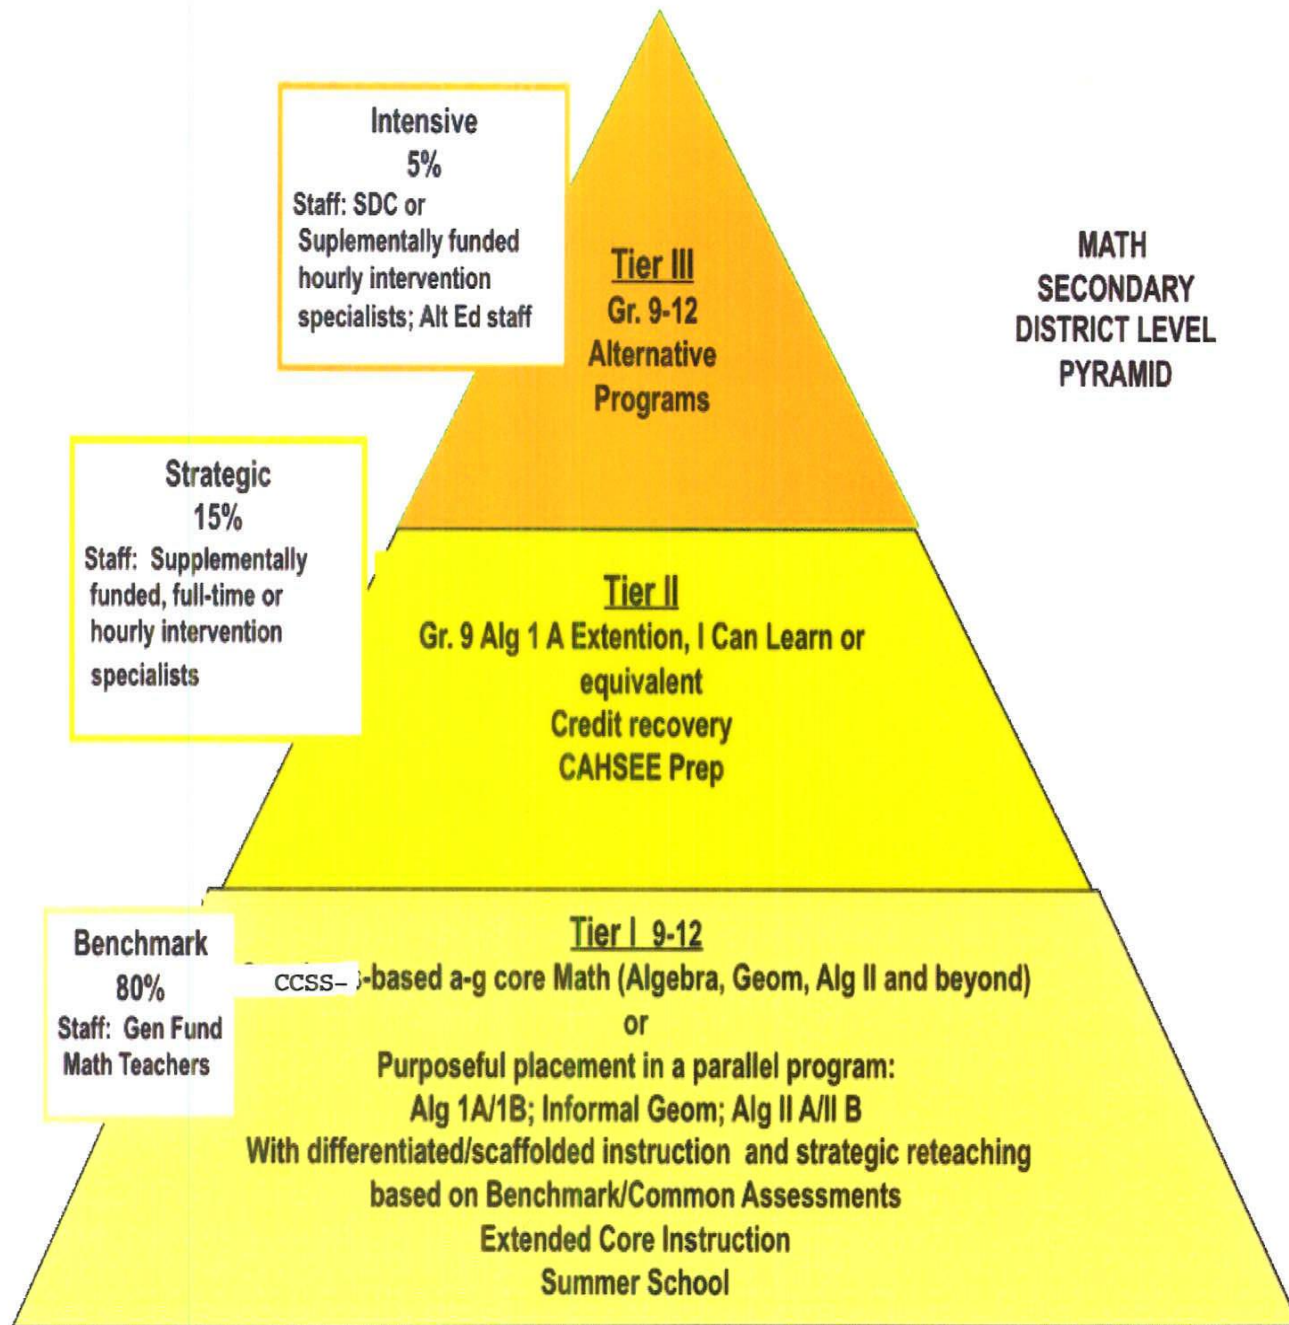 Intensive
5%
Staff: SDC or
Suplementally funded
hourly intervention
specialists; Alt Ed staff
Tier III
Gr. 9-12
Alternative
Programs
MATH
SECONDARY
DISTRICT LEVEL
PYRAMID
Strategic
15%
Staff: Supplementally
funded, full-time or
hourly intervention
specialists
Tier II
Gr. 9 Alg 1 A Extention, I Can Learn or
equivalent
Credit recovery
CAHSEE Prep
Benchmark
80%
Staff: Gen Fund
Math Teachers
Tier I 9-12
CCSS- -based a-g core Math (Algebra, Geom, Alg II and beyond)
or
Purposeful placement in a parallel program:
Alg 1A/1B; Informal Geom; Alg II A/II B
With differentiated/scaffolded instruction and strategic reteaching
based on Benchmark/Common Assessments
Extended Core Instruction
Summer School